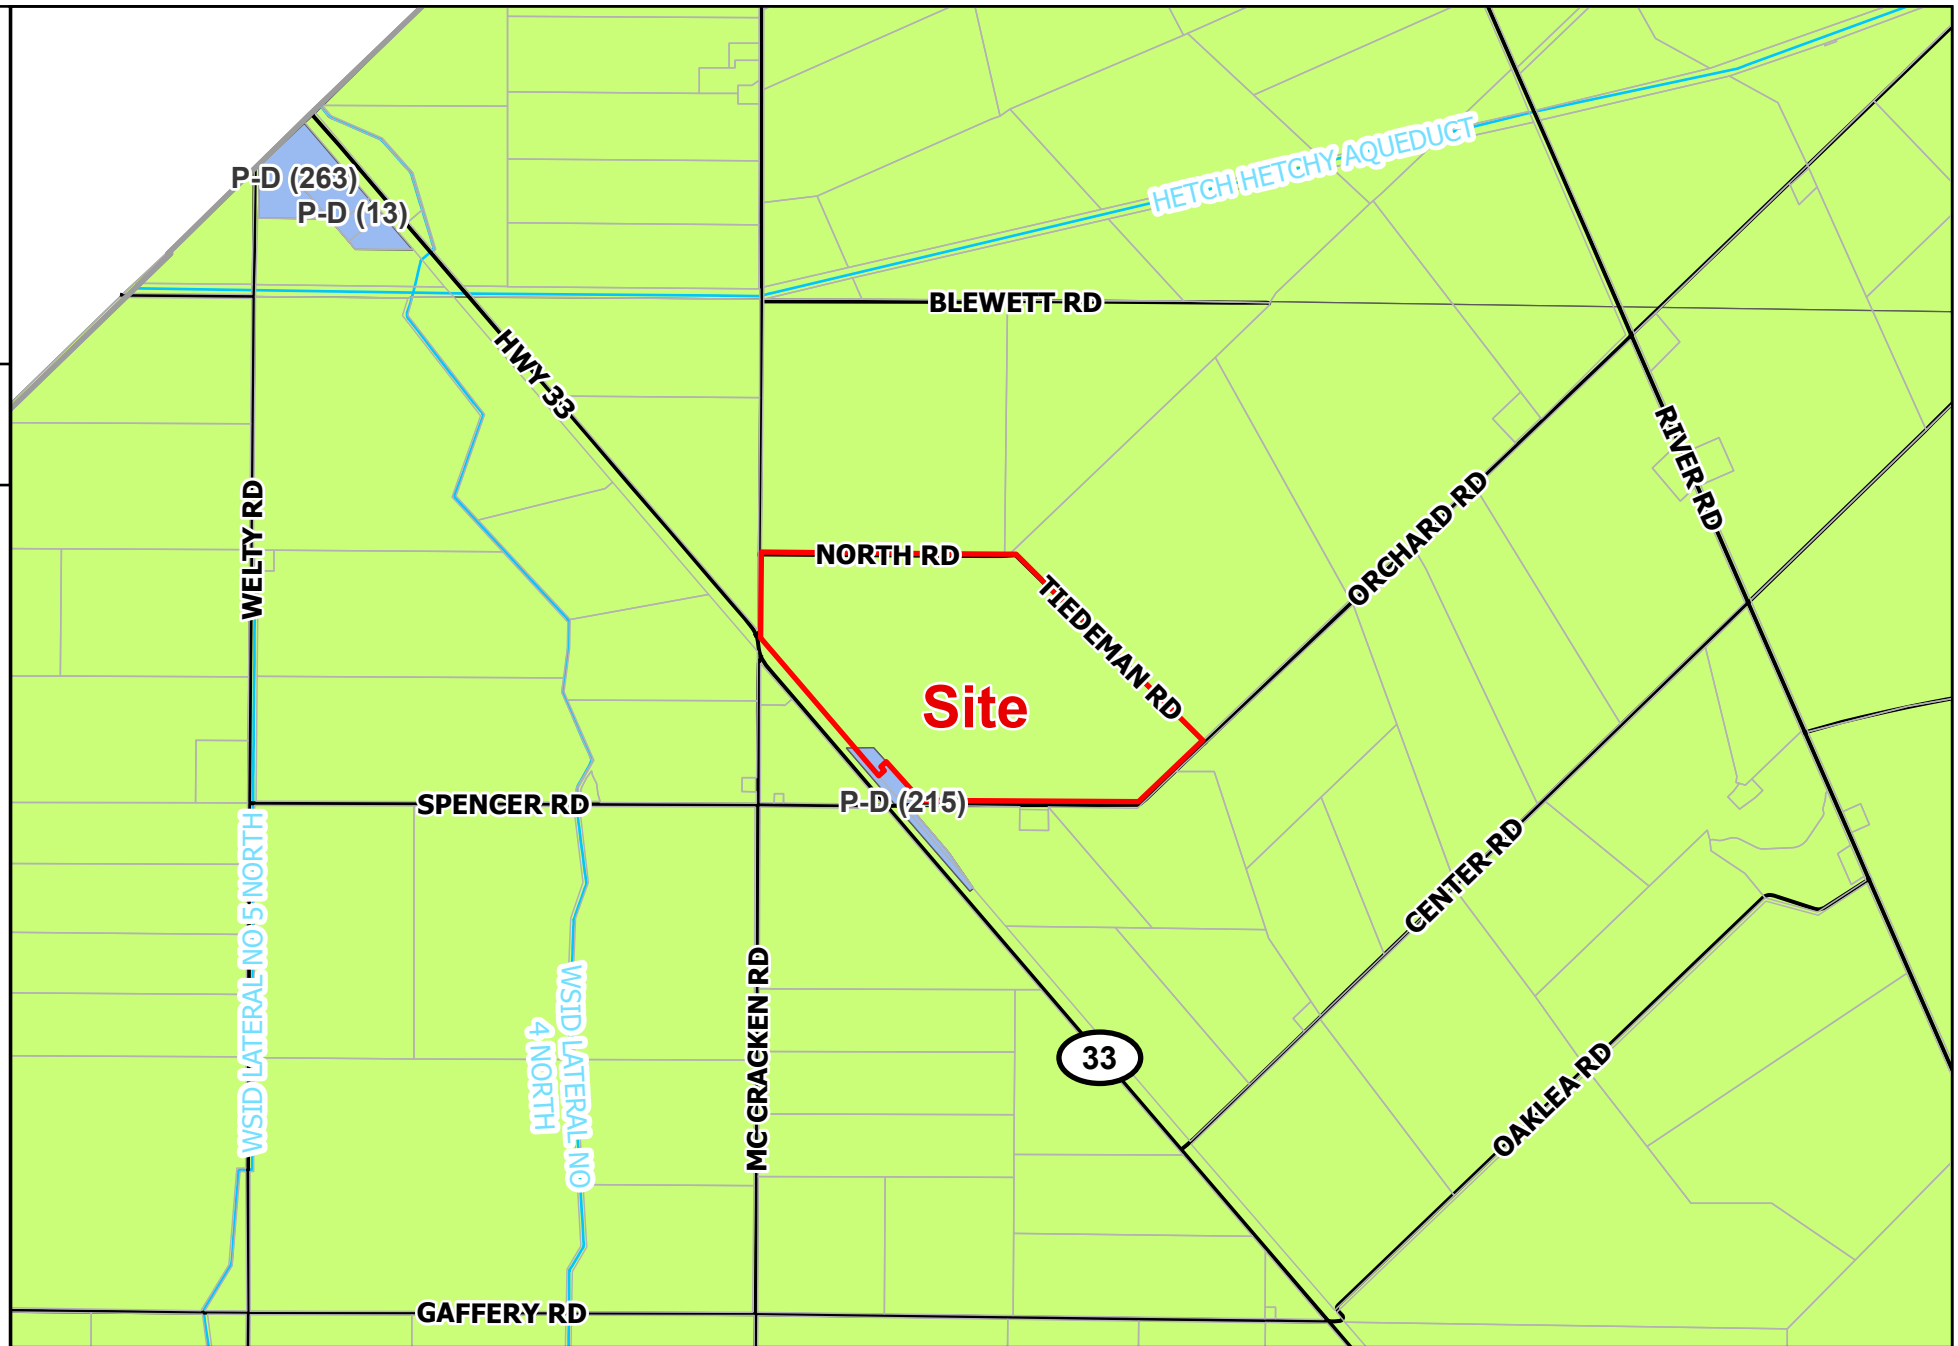 HETCH HETCHY AQUEDUCT
P-D (263)
P-D (13)
BLEWETT RD
HWY 33
RIVER RD
WELTY RD
ORCHARD RD
NORTH RD
TIEDEMAN RD
Site
SPENCER RD
P-D (215)
CENTER RD
WSID LATERAL NO 5 NORTH
WSID LATERAL NO
4 NORTH
MC CRACKEN RD
33
OAKLEA RD
GAFFERY RD